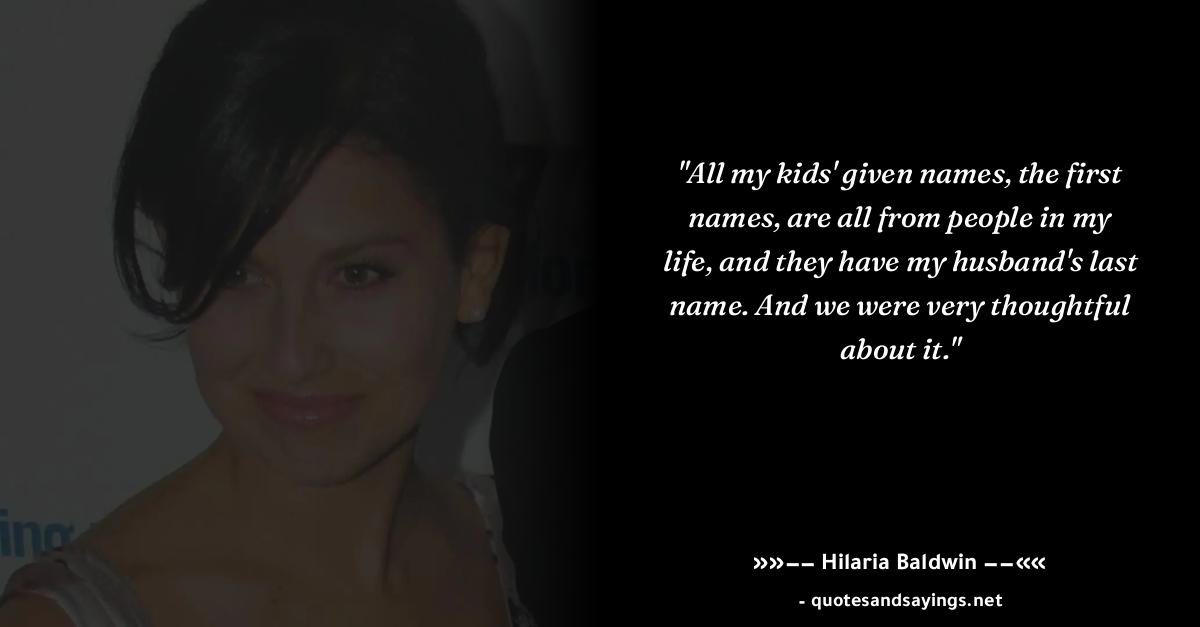 "All my kids' given names, the first
names, are all from people in my
life, and they have my husband's last
name. And we were very thoughtful
about it."
»»–– Hilaria Baldwin ––««
- quotesandsayings.net
ing